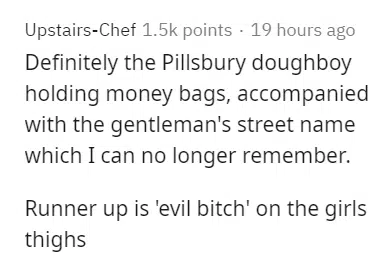 Upstairs-Chef 1.5k points · 19 hours ago
Definitely the Pillsbury doughboy
holding money bags, accompanied
with the gentleman's street name
which I can no longer remember.
Runner up is 'evil bitch' on the girls
thighs